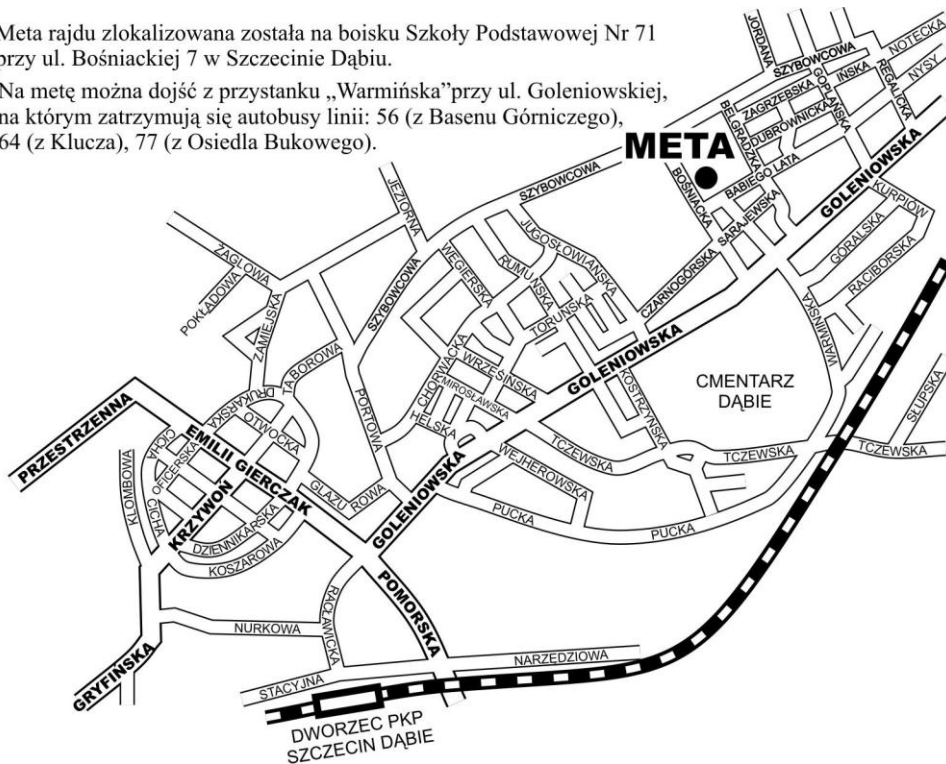 Meta rajdu zlokalizowana została na boisku Szkoły Podstawowej Nr 71
przy ul. Bośniackiej 7 w Szczecinie Dąbiu.
Na metę można dojść z przystanku „Warmińska”przy ul. Goleniowskiej,
na którym zatrzymują się autobusy linii: 56 (z Basenu Górniczego),
64 (z Klucza), 77 (z Osiedla Bukowego).
JORDANA
SZYBOWCOWA
NOTECKA
NYSY
REGALICKA
GOPLAŃSKA
IŃSKA
ZAGRZEBSKA
DUBROWNICKA
BELGRADZKA
BABIEGO LATA
META
BOŚNIACKA
SARAJEWSKA
GOLENIOWSKA
KURPIÓW
GÓRALSKA
RACIBORSKA
WARMIŃSKA
CZARNOGÓRSKA
SZYBOWCOWA
JEZIORNA
JUGOSŁOWIAŃSKA
RUMUŃSKA
WĘGIERSKA
TORUŃSKA
SZYBOWCOWA
ŻAGLOWA
POKŁADOWA
ZAMIEJSKA
TABOROWA
PORTOWA
CHORWACKA
WRZESIŃSKA
MIROSŁAWSKA
HELSKA
GOLENIOWSKA
KOSTRZYŃSKA
CMENTARZ
DĄBIE
SŁUPSKA
TCZEWSKA
TCZEWSKA
TCZEWSKA
WEJHEROWSKA
PUCKA
PUCKA
GOLENIOWSKA
PRZESTRZENNA
EMILII GIERCZAK
DRUKARSKA
OTWOCKA
CICHA
OFICERSKA
CICHA
KLOMBOWA
KRZYWOŃ
GLAZUROWA
DZIENNIKARSKA
KOSZAROWA
POMORSKA
RACŁAWICKA
NURKOWA
GRYFIŃSKA
STACYJNA
NARZĘDZIOWA
DWORZEC PKP
SZCZECIN DĄBIE